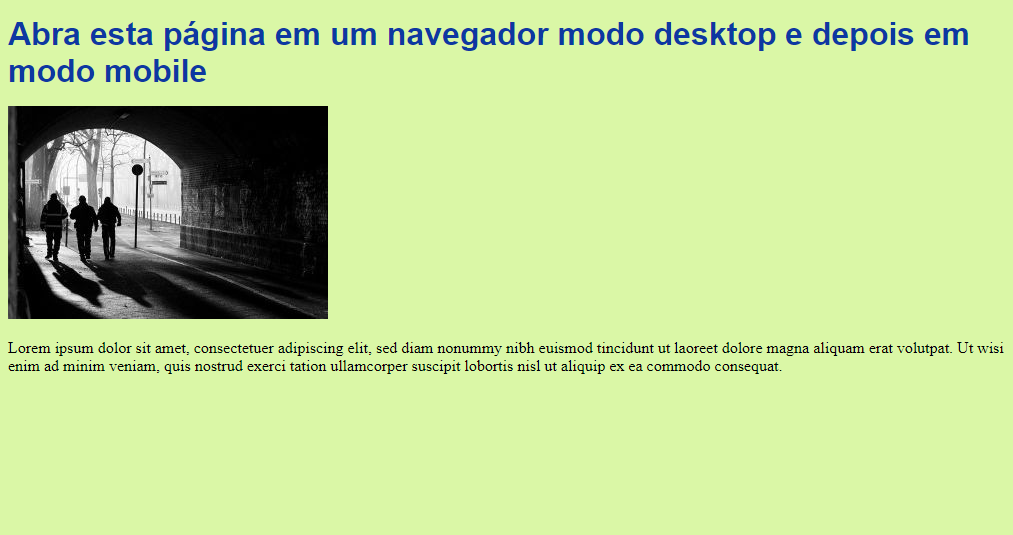 Abra esta página em um navegador modo desktop e depois em
modo mobile
Lorem ipsum dolor sit amet, consectetuer adipiscing elit, sed diam nonummy nibh euismod tincidunt ut laoreet dolore magna aliquam erat volutpat. Ut wisi
enim ad minim veniam, quis nostrud exerci tation ullamcorper suscipit lobortis nisl ut aliquip ex ea commodo consequat.